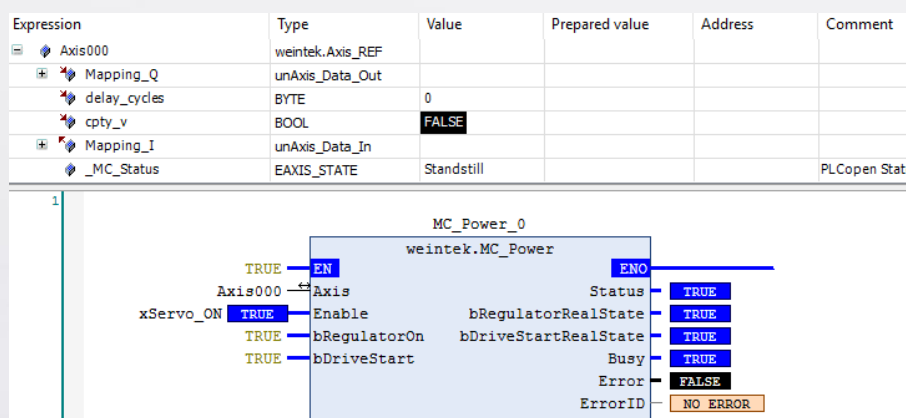 Expression Type Value Prepared value Address Comment
Axis000 weintek.Axis_REF
Mapping_Q unAxis_Data_Out
delay_cycles BYTE 0
cpty_v BOOL FALSE
Mapping_I unAxis_Data_In
_MC_Status EAXIS_STATE Standstill PLCopen Stat
1
MC_Power_0
weintek.MC_Power
TRUE EN ENO
Axis000 Axis Status TRUE
xServo_ON TRUE Enable bRegulatorRealState TRUE
TRUE bRegulatorOn bDriveStartRealState TRUE
TRUE bDriveStart Busy TRUE
Error FALSE
ErrorID NO ERROR